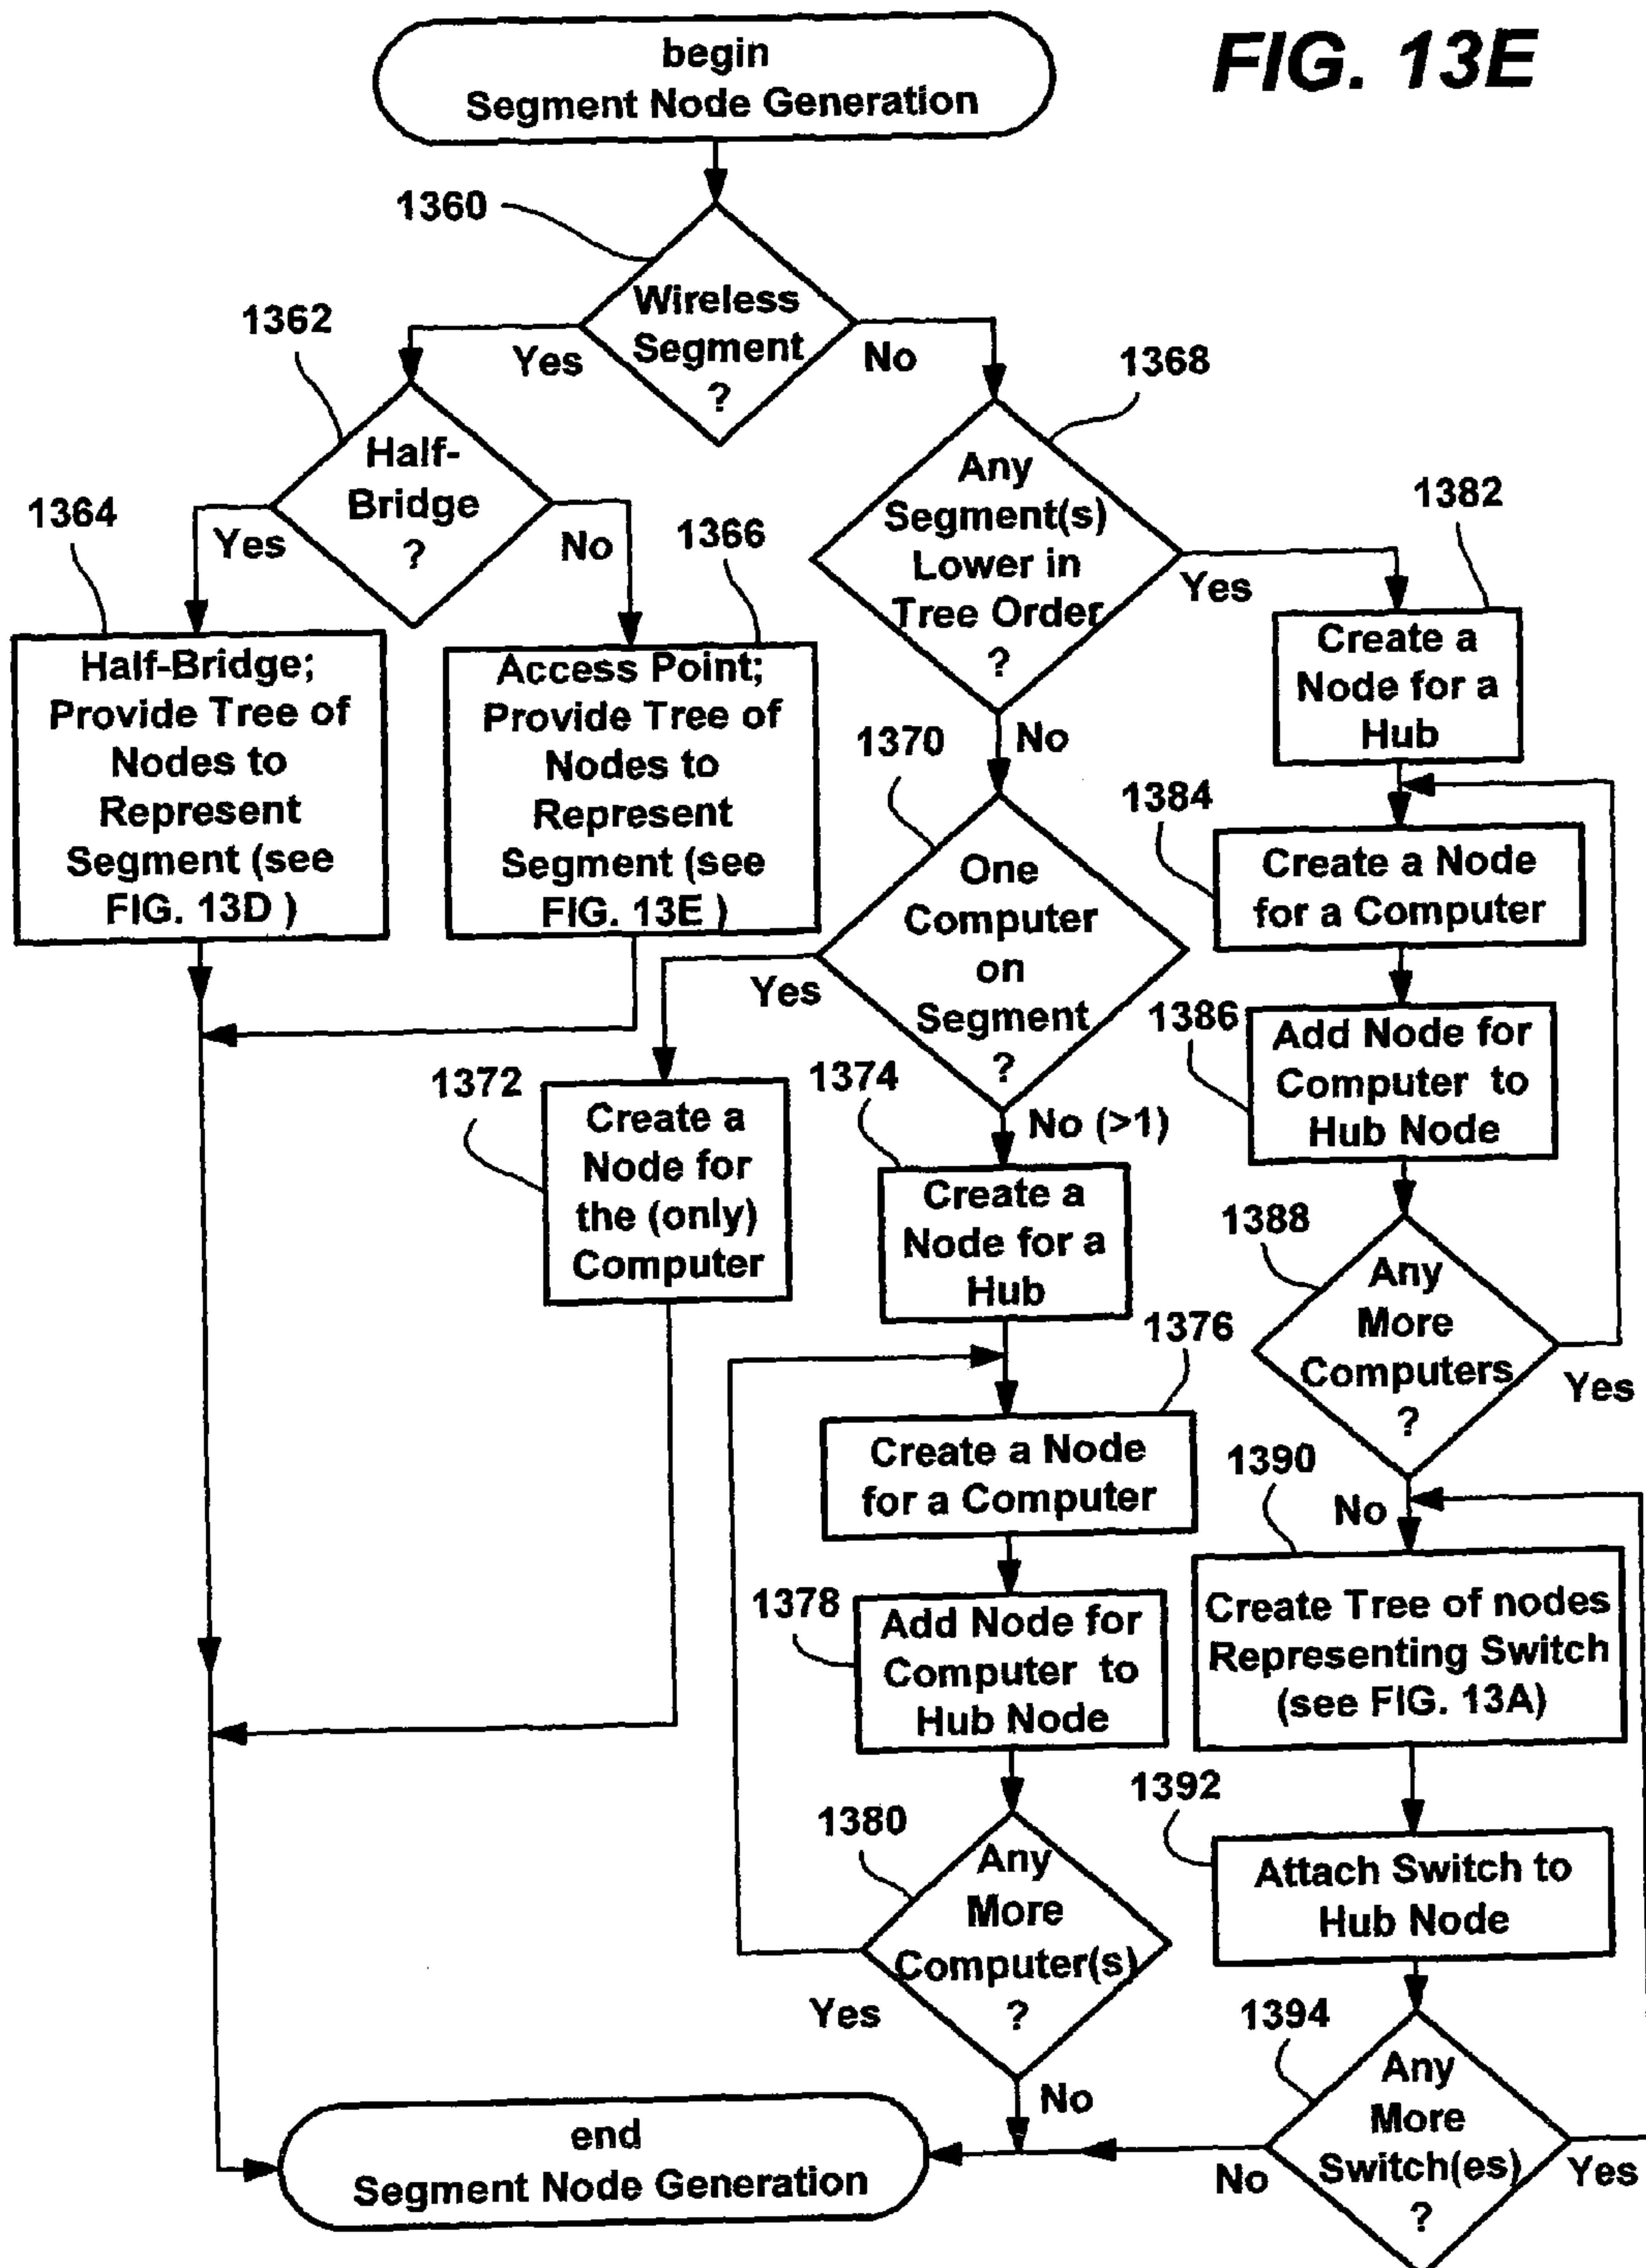 FIG. 13E
begin
Segment Node Generation
1360
Wireless
Segment
?
Yes
No
1362
Half-
Bridge
?
Yes
No
1368
Any
Segment(s)
Lower in
Tree Order
?
Yes
No
1364
Half-Bridge;
Provide Tree of
Nodes to
Represent
Segment (see
FIG. 13D )
1366
Access Point;
Provide Tree of
Nodes to
Represent
Segment (see
FIG. 13E )
1382
Create a
Node for a
Hub
1370
One
Computer
on
Segment
?
Yes
No (>1)
1384
Create a Node
for a Computer
1386
Add Node for
Computer to
Hub Node
1372
Create a
Node for
the (only)
Computer
1374
Create a
Node for a
Hub
1388
Any
More
Computers
?
Yes
No
1376
Create a Node
for a Computer
1378
Add Node for
Computer to
Hub Node
1390
Create Tree of nodes
Representing Switch
(see FIG. 13A)
1380
Any
More
Computer(s)
?
Yes
No
1392
Attach Switch to
Hub Node
1394
Any
More
Switch(es)
?
No
Yes
end
Segment Node Generation